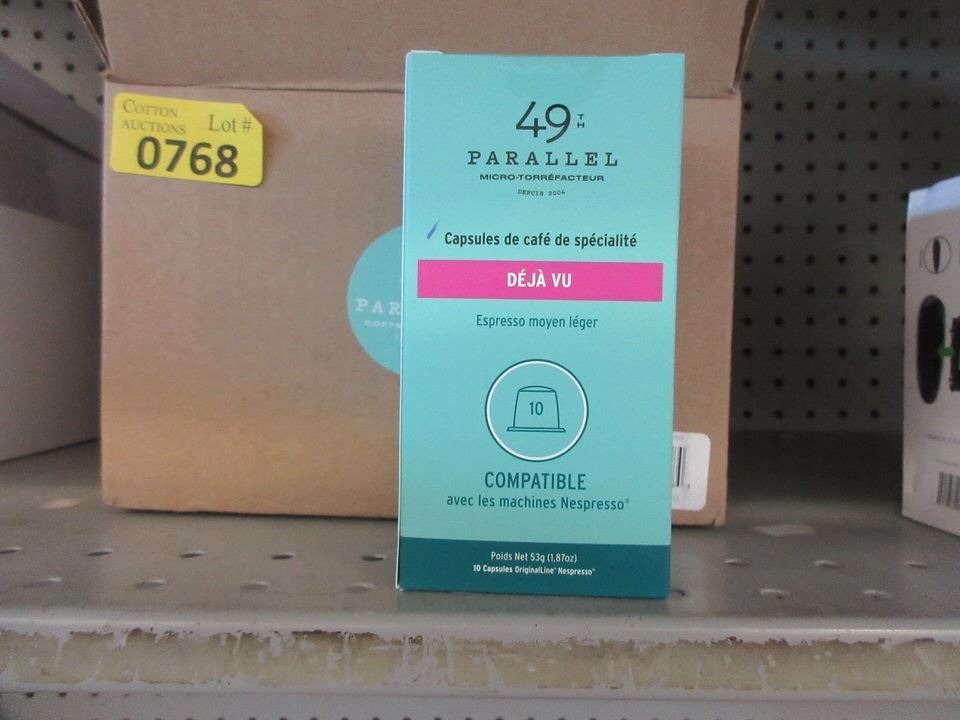 COTTON
AUCTIONS
Lot #
0768
49TH
PARALLEL
MICRO-TORRÉFACTEUR
DEPUIS 2004
Capsules de café de spécialité
DÉJÀ VU
Espresso moyen léger
10
COMPATIBLE
avec les machines Nespresso®
Poids Net 53g (1,87oz)
10 Capsules OriginalLine* Nespresso*
PAR
COFFE